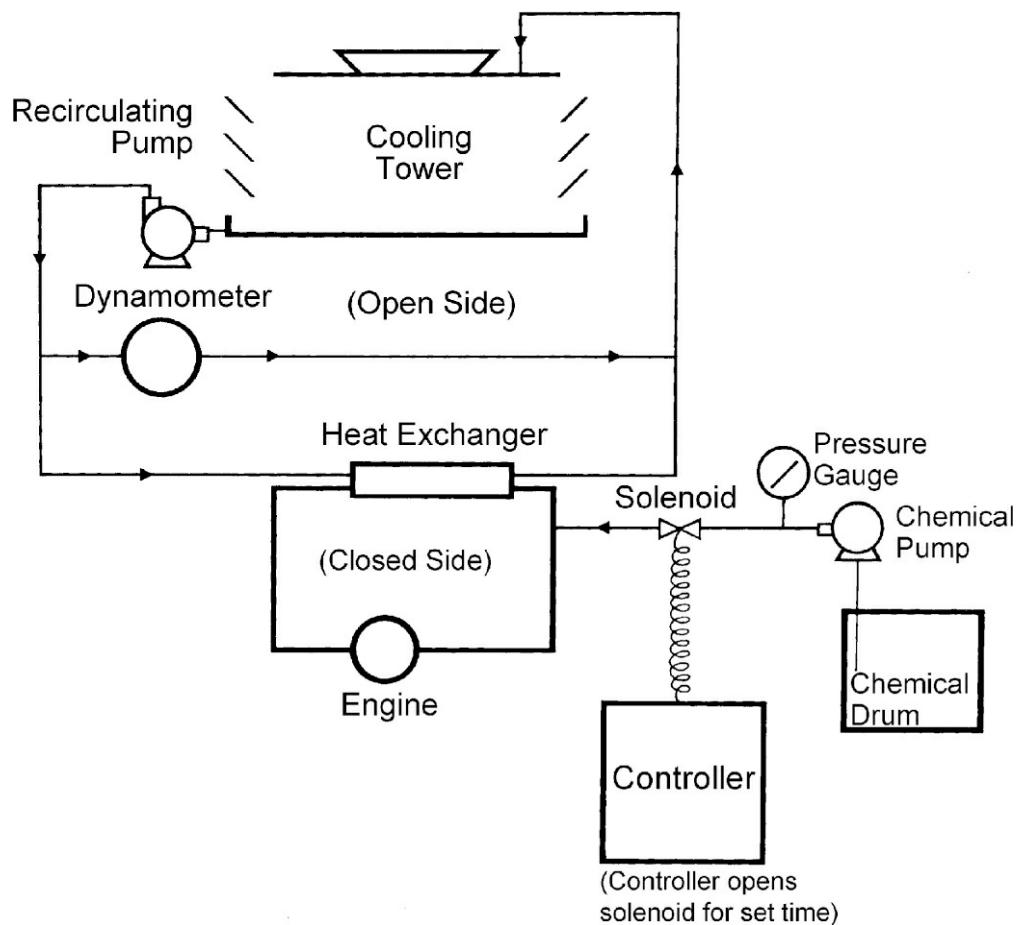 Recirculating
Pump
Cooling
Tower
Dynamometer
(Open Side)
Heat Exchanger
Pressure
Gauge
Solenoid
Chemical
Pump
(Closed Side)
Engine
Chemical
Drum
Controller
(Controller opens
solenoid for set time)